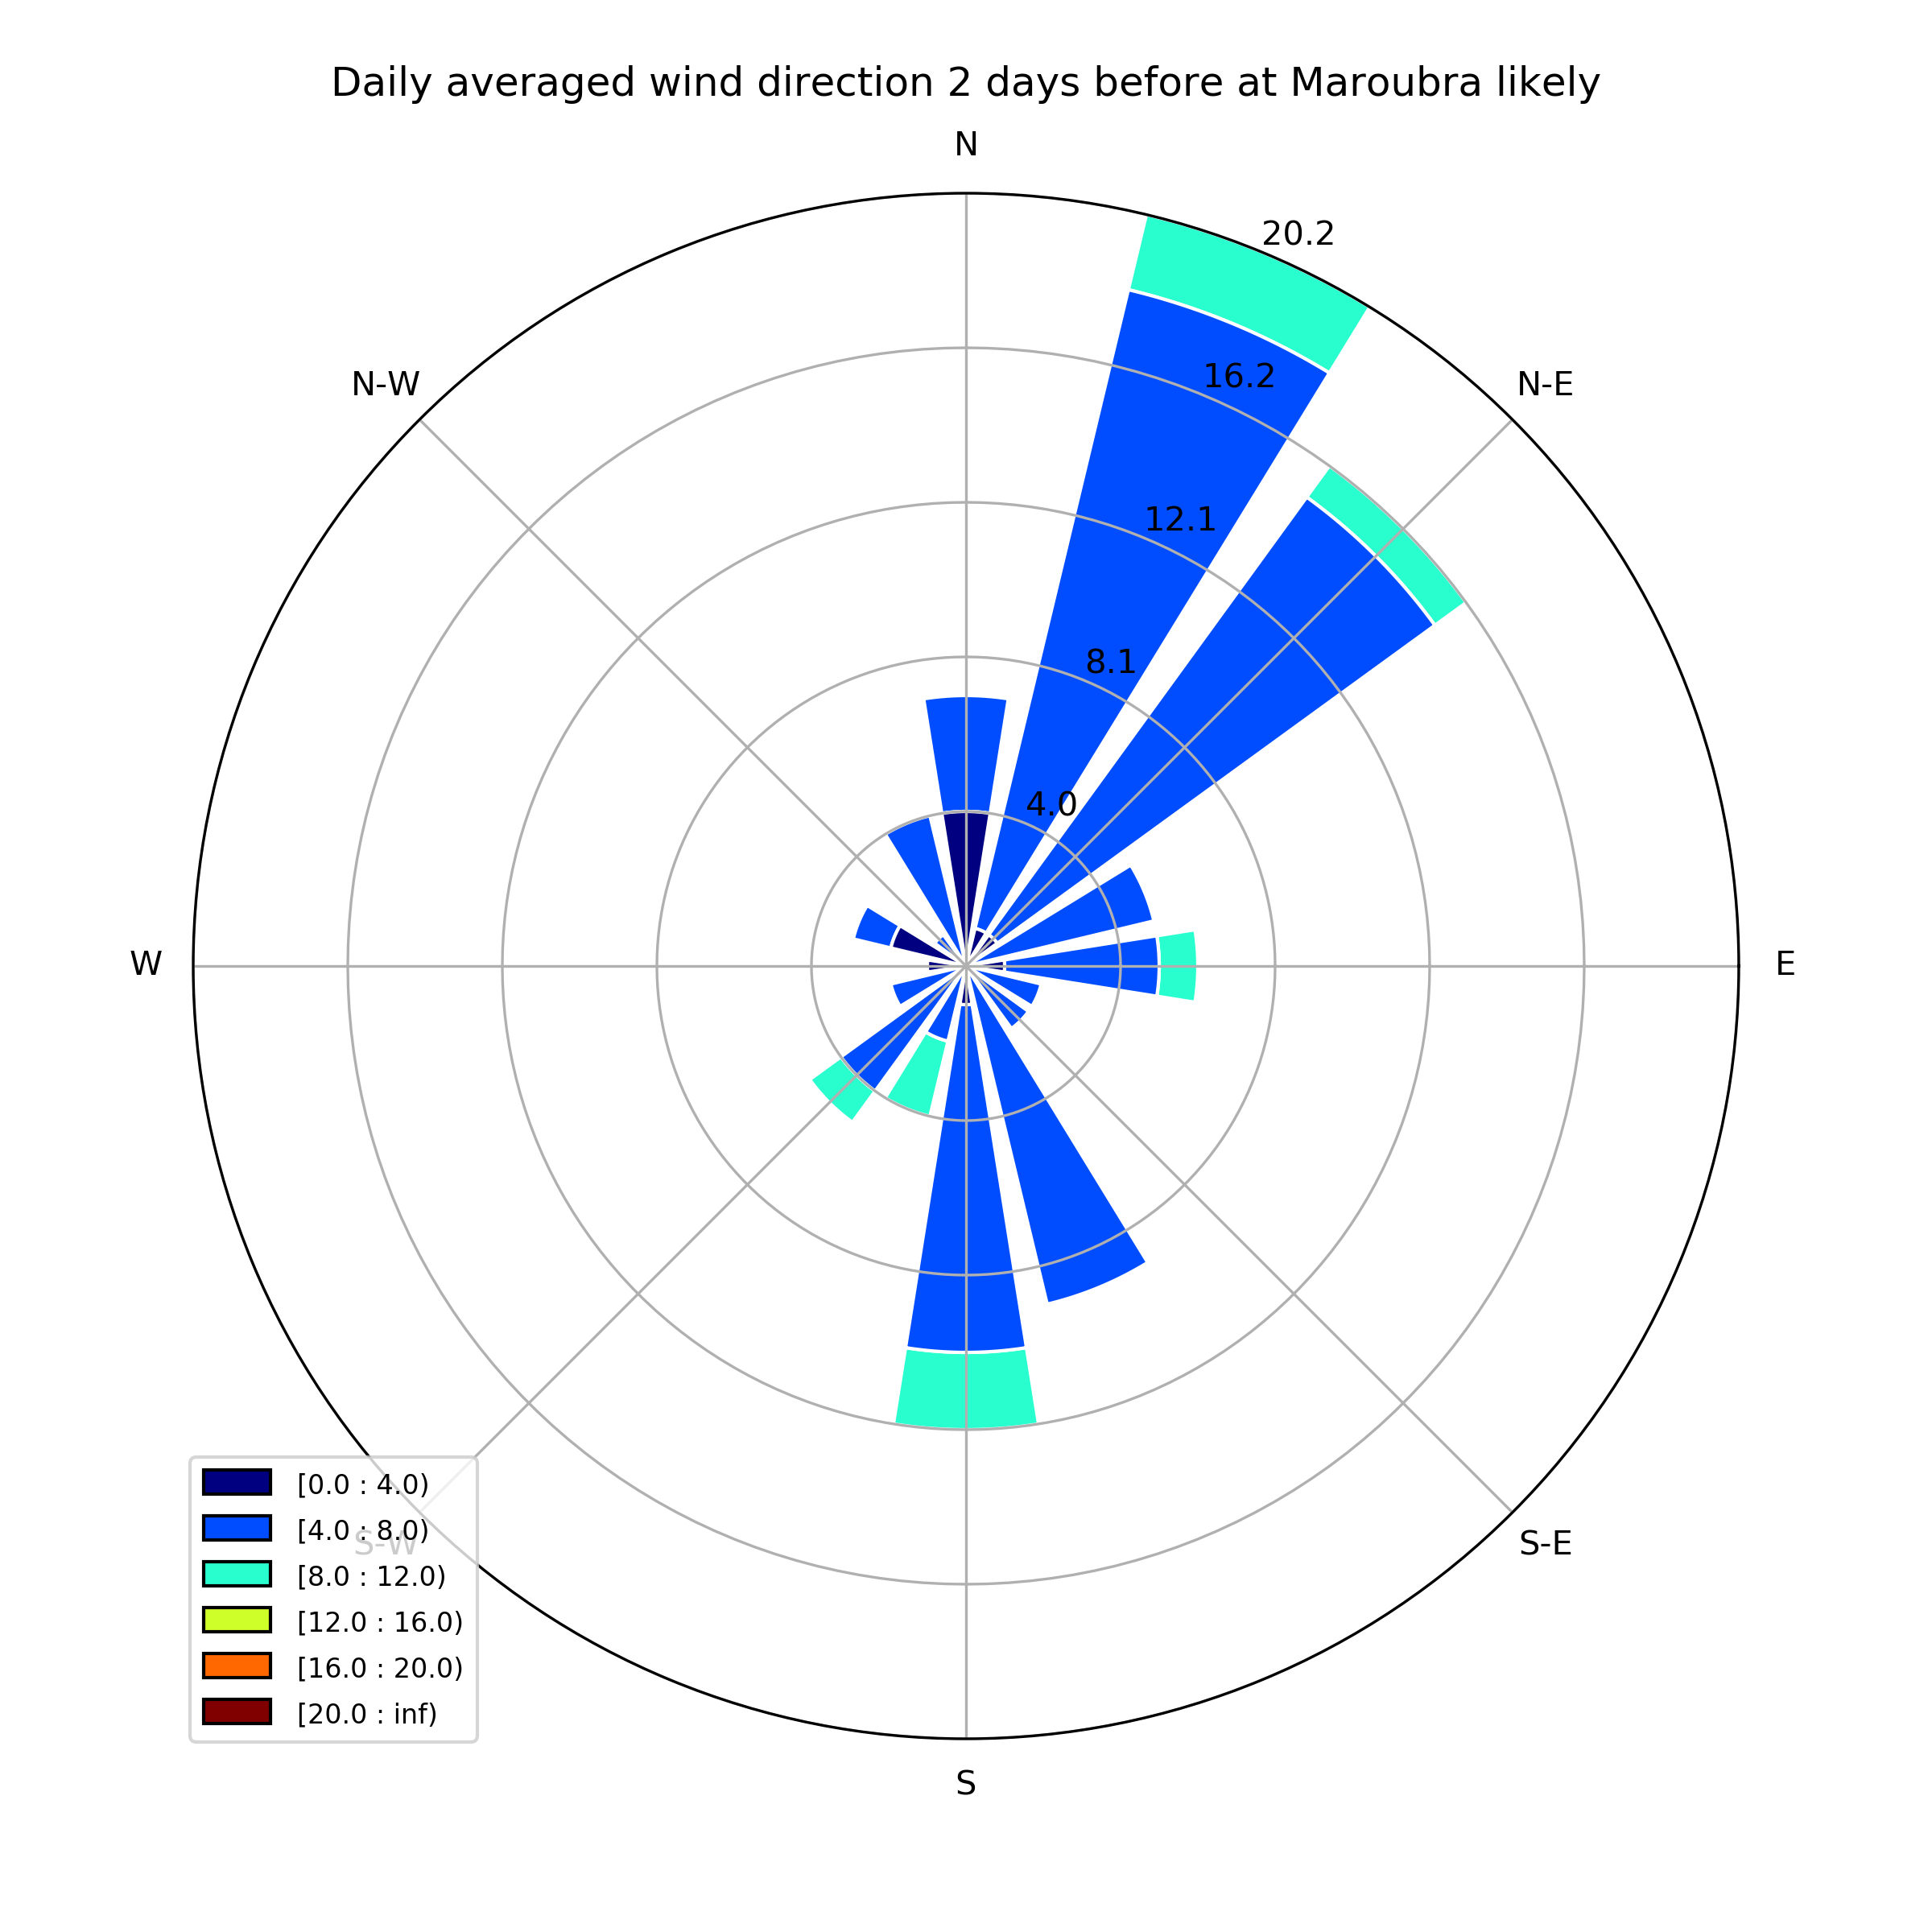 Daily averaged wind direction 2 days before at Maroubra likely
N
20.2
N-W
16.2
N-E
12.1
8.1
4.0
W
E
[0.0 : 4.0)
[4.0 : 8.0)
S-W
S-E
[8.0 : 12.0)
[12.0 : 16.0)
[16.0 : 20.0)
[20.0 : inf)
S